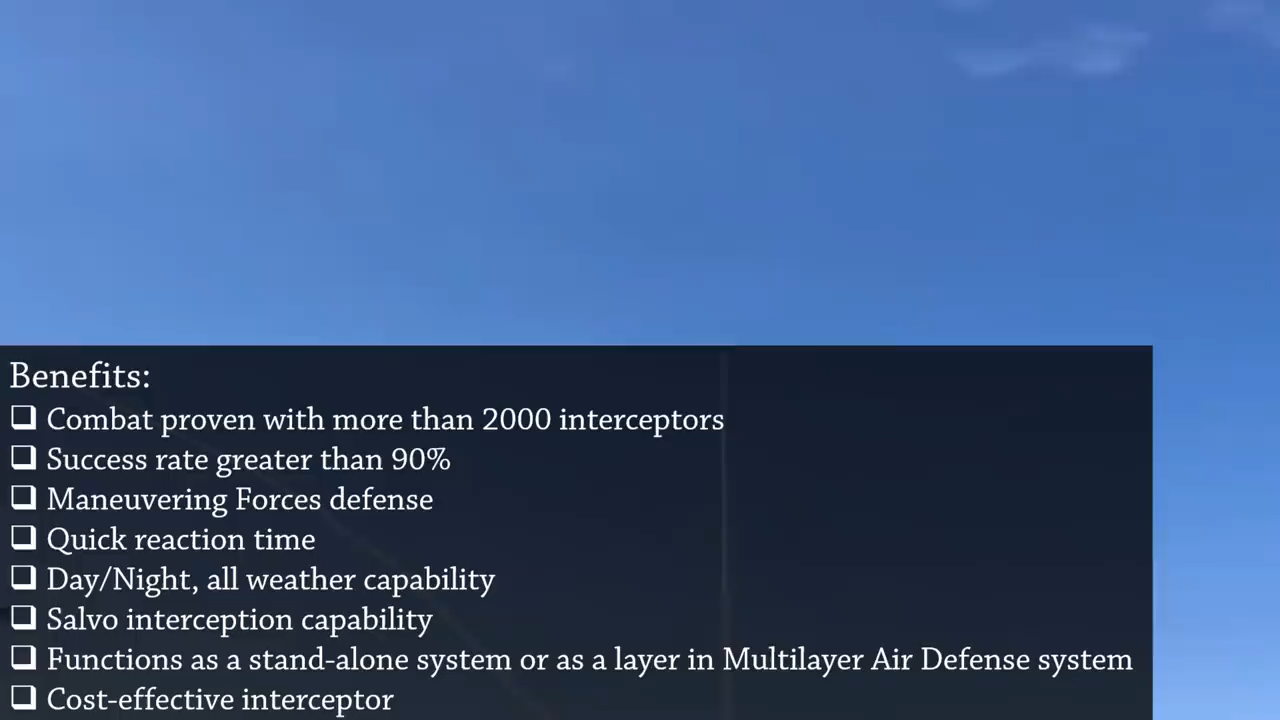 Benefits:
❑ Combat proven with more than 2000 interceptors
❑ Success rate greater than 90%
❑ Maneuvering Forces defense
❑ Quick reaction time
❑ Day/Night, all weather capability
❑ Salvo interception capability
❑ Functions as a stand-alone system or as a layer in Multilayer Air Defense system
❑ Cost-effective interceptor